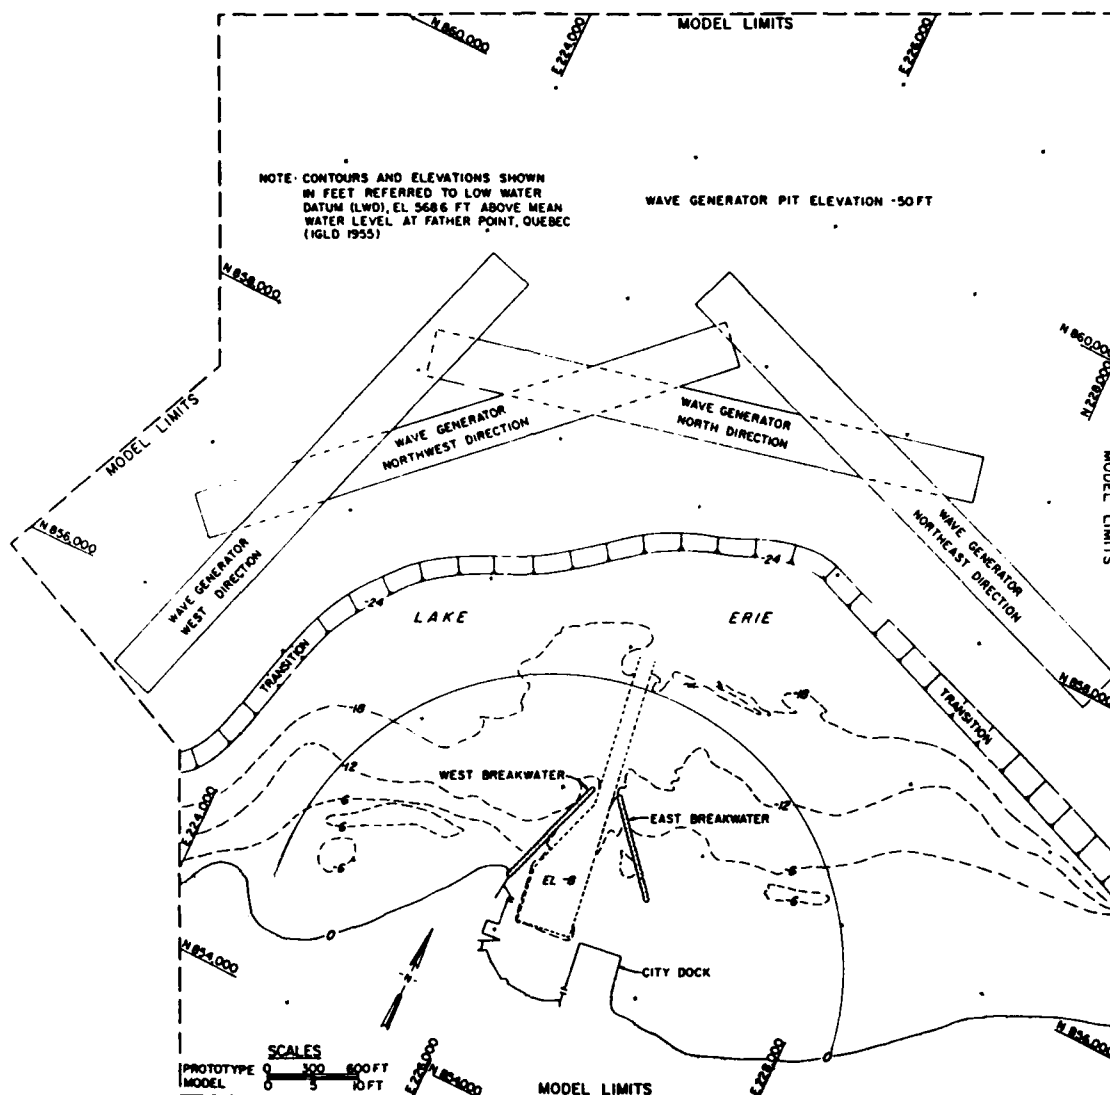 MODEL LIMITS
N 860,000
E 224,000
E 226,000
NOTE: CONTOURS AND ELEVATIONS SHOWN
IN FEET REFERRED TO LOW WATER
DATUM (LWD), EL 568.6 FT ABOVE MEAN
WATER LEVEL AT FATHER POINT, QUEBEC
(IGLD 1955)
WAVE GENERATOR PIT ELEVATION -50 FT
N 858,000
N 860,000
N 228,000
MODEL LIMITS
WAVE GENERATOR
NORTHWEST DIRECTION
WAVE GENERATOR
NORTH DIRECTION
MODEL LIMITS
N 856,000
WAVE GENERATOR
WEST DIRECTION
WAVE GENERATOR
NORTHEAST DIRECTION
-24
-24
LAKE ERIE
TRANSITION
TRANSITION
N 858,000
-18
-18
-12
-12
WEST BREAKWATER
EAST BREAKWATER
E 224,000
-6
-6
-6
-6
-6
EL -8
0
N 854,000
CITY DOCK
N
SCALES
PROTOTYPE 0 300 600 FT
MODEL 0 5 10 FT
E 226,000
N 854,000
MODEL LIMITS
E 228,000
0
N 856,000